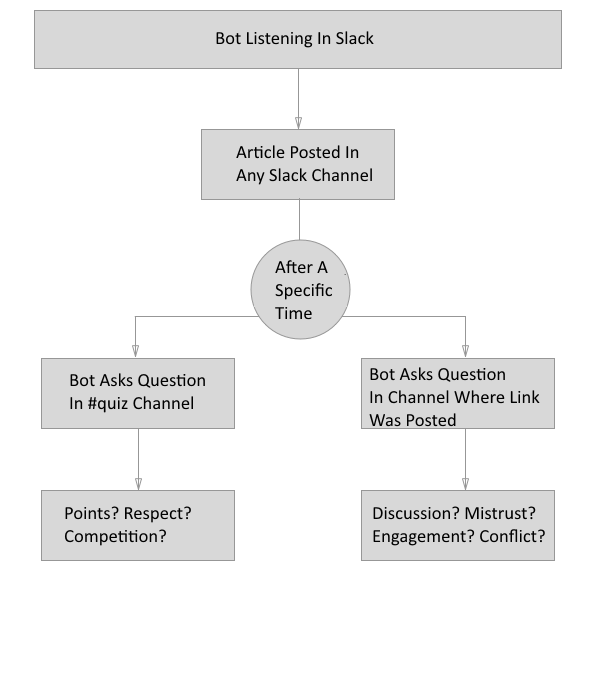 Bot Listening In Slack
Article Posted In
Any Slack Channel
After A
Specific
Time
Bot Asks Question
In #quiz Channel
Bot Asks Question
In Channel Where Link
Was Posted
Points? Respect?
Competition?
Discussion? Mistrust?
Engagement? Conflict?